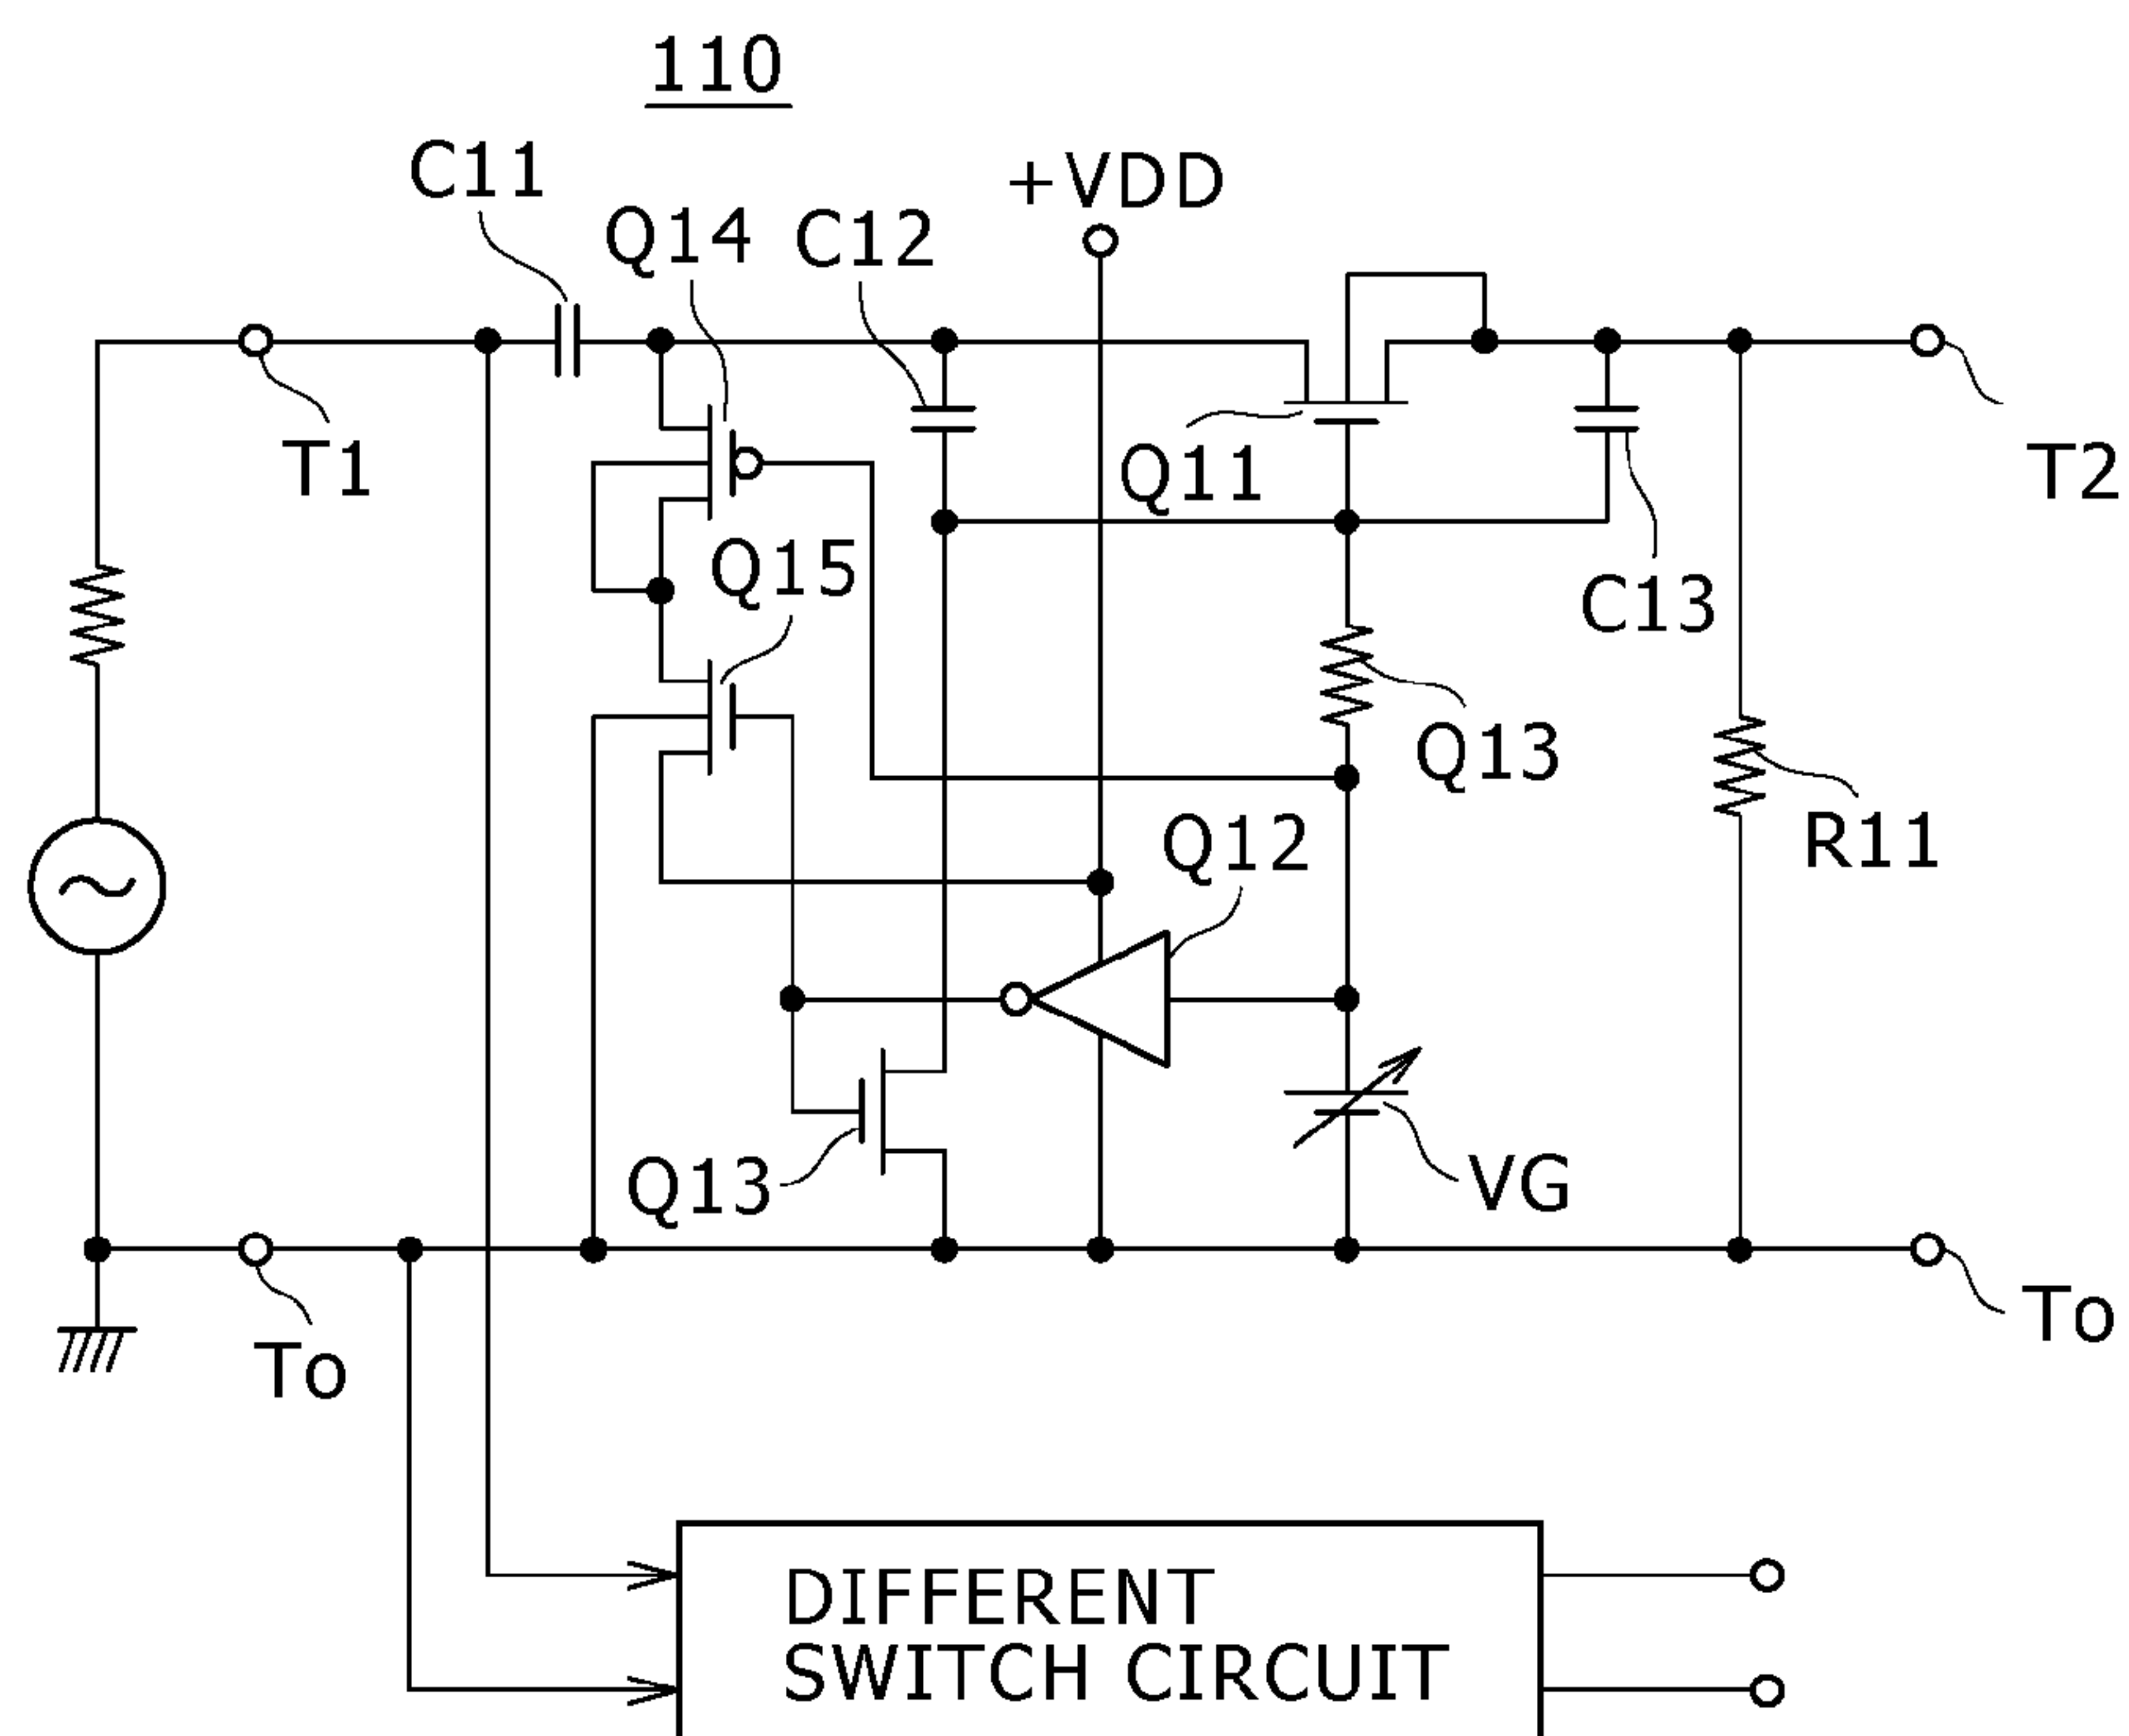 110
C11
+VDD
Q14
C12
T1
Q11
T2
Q15
C13
Q13
Q12
R11
Q13
VG
To
To
DIFFERENT
SWITCH CIRCUIT